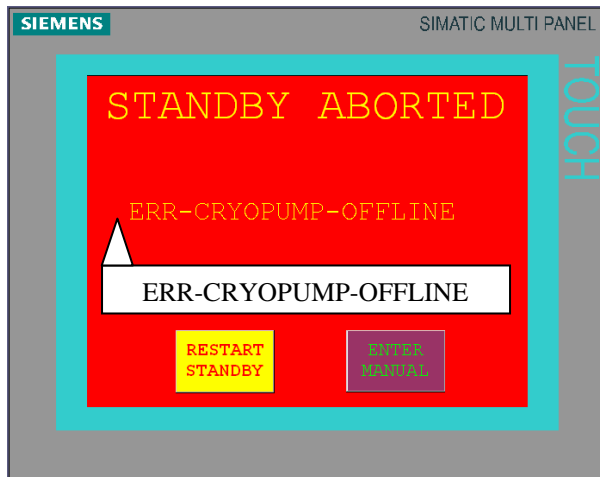 SIEMENS
SIMATIC MULTI PANEL
TOUCH
STANDBY ABORTED
ERR-CRYOPUMP-OFFLINE
ERR-CRYOPUMP-OFFLINE
RESTART
STANDBY
ENTER
MANUAL